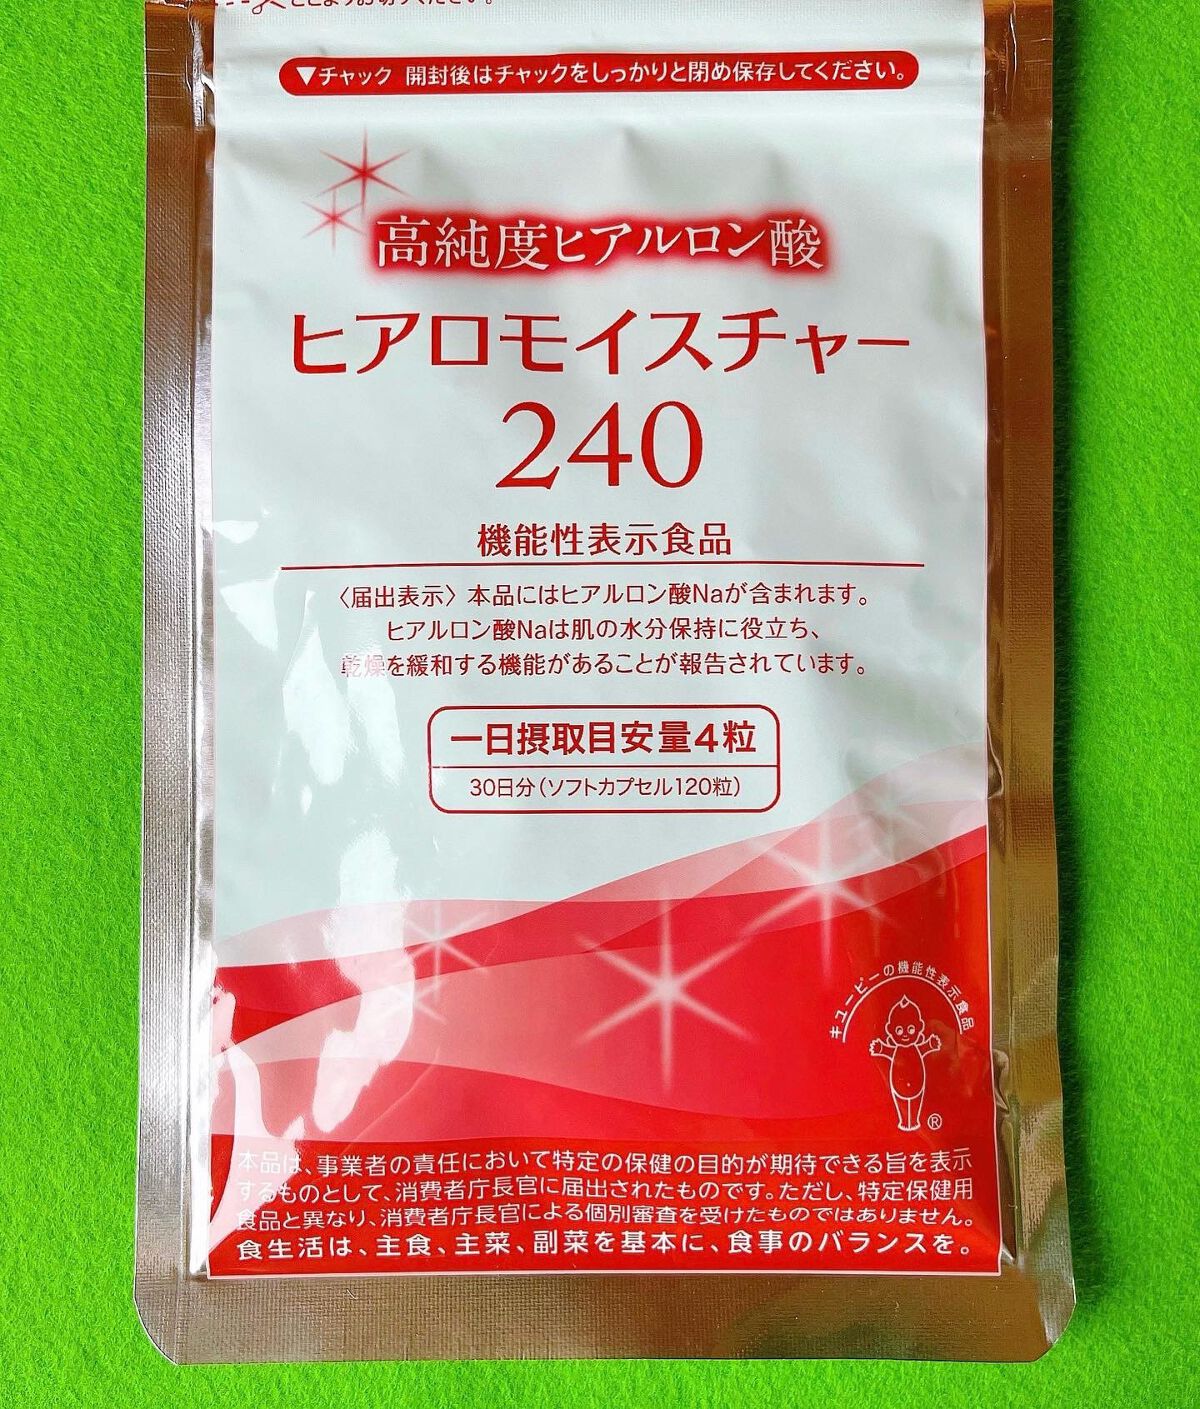 ここよりお切りください。
▼チャック 開封後はチャックをしっかりと閉め保存してください。
高純度ヒアルロン酸
ヒアロモイスチャー
240
機能性表示食品
〈届出表示〉本品にはヒアルロン酸Naが含まれます。
ヒアルロン酸Naは肌の水分保持に役立ち、
乾燥を緩和する機能があることが報告されています。
一日摂取目安量4粒
30日分（ソフトカプセル120粒）
キューピーの機能性表示食品
®
本品は、事業者の責任において特定の保健の目的が期待できる旨を表示
するものとして、消費者庁長官に届出されたものです。ただし、特定保健用
食品と異なり、消費者庁長官による個別審査を受けたものではありません。
食生活は、主食、主菜、副菜を基本に、食事のバランスを。